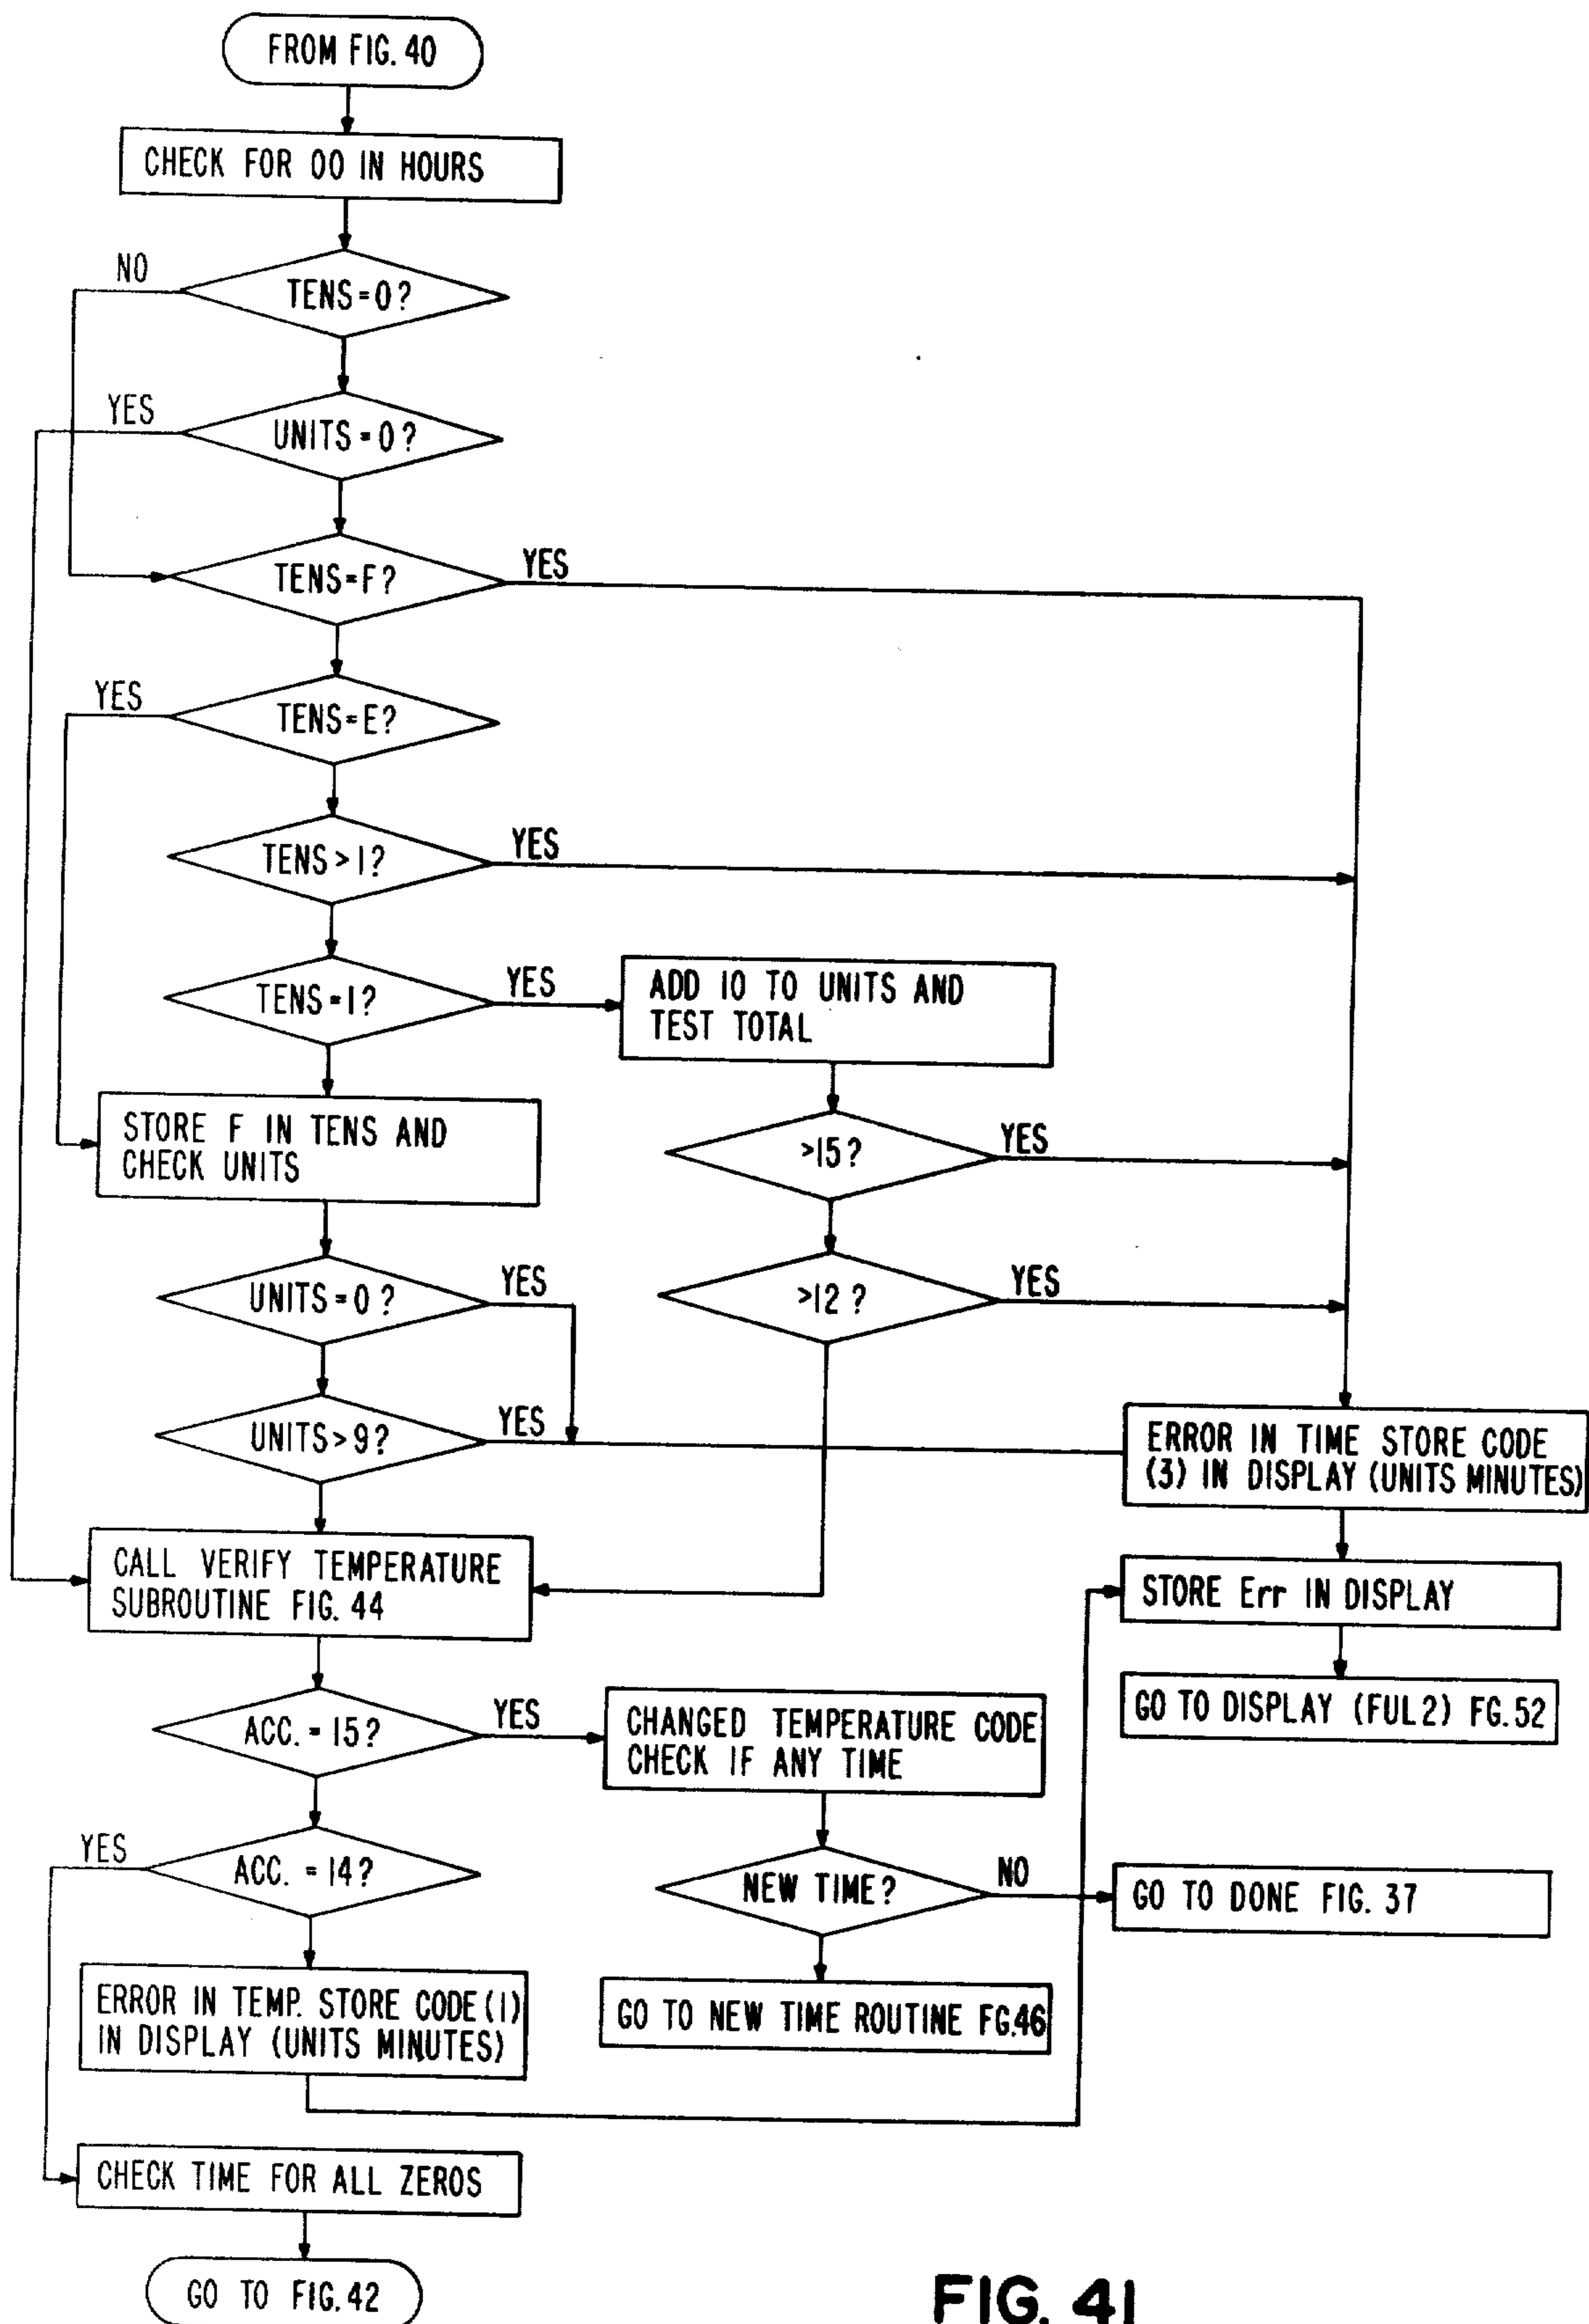 FROM FIG. 40
CHECK FOR 00 IN HOURS
NO
TENS=0?
YES
UNITS=0?
TENS=F?
YES
YES
TENS=E?
TENS>1?
YES
TENS=1?
YES
ADD 10 TO UNITS AND
TEST TOTAL
STORE F IN TENS AND
CHECK UNITS
>15?
YES
UNITS=0?
YES
>12?
YES
UNITS>9?
YES
ERROR IN TIME STORE CODE
(3) IN DISPLAY (UNITS MINUTES)
CALL VERIFY TEMPERATURE
SUBROUTINE FIG. 44
STORE Err IN DISPLAY
GO TO DISPLAY (FUL2) FG. 52
ACC. = 15?
YES
CHANGED TEMPERATURE CODE
CHECK IF ANY TIME
YES
ACC. = 14?
NEW TIME?
NO
GO TO DONE FIG. 37
ERROR IN TEMP. STORE CODE (1)
IN DISPLAY (UNITS MINUTES)
GO TO NEW TIME ROUTINE FG.46
CHECK TIME FOR ALL ZEROS
GO TO FIG. 42
FIG. 41